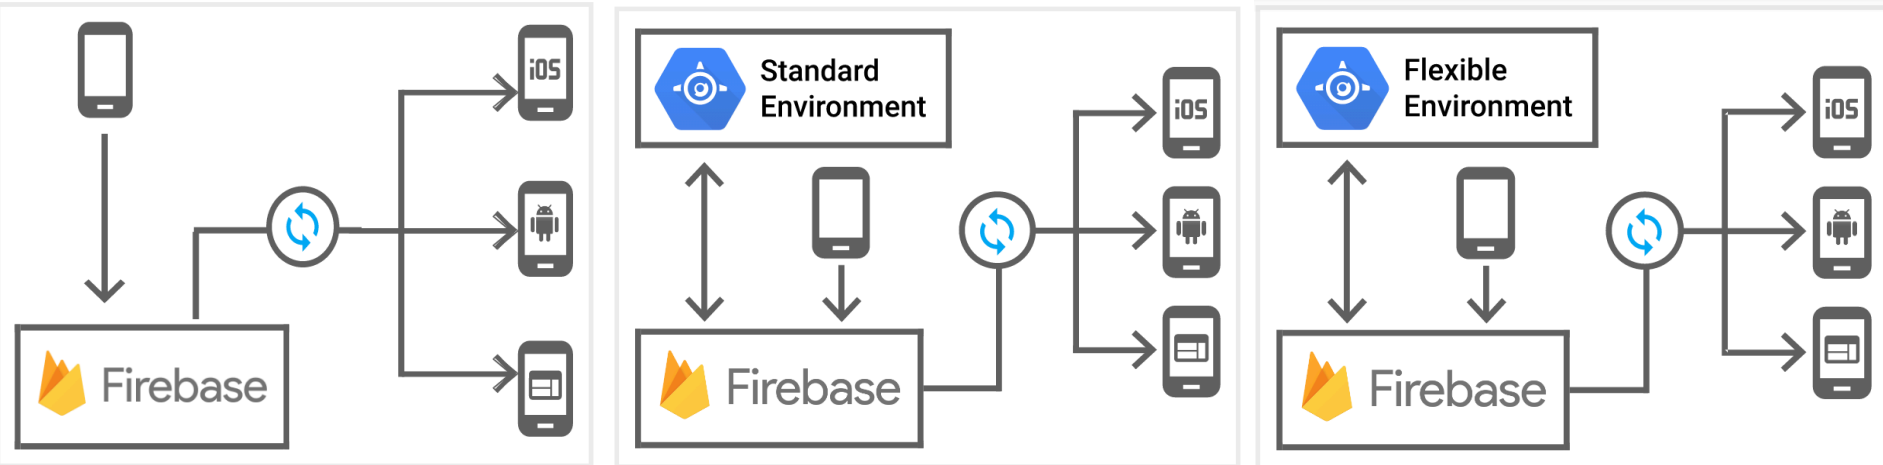 iOS
Firebase
Standard
Environment
iOS
Firebase
Flexible
Environment
iOS
Firebase